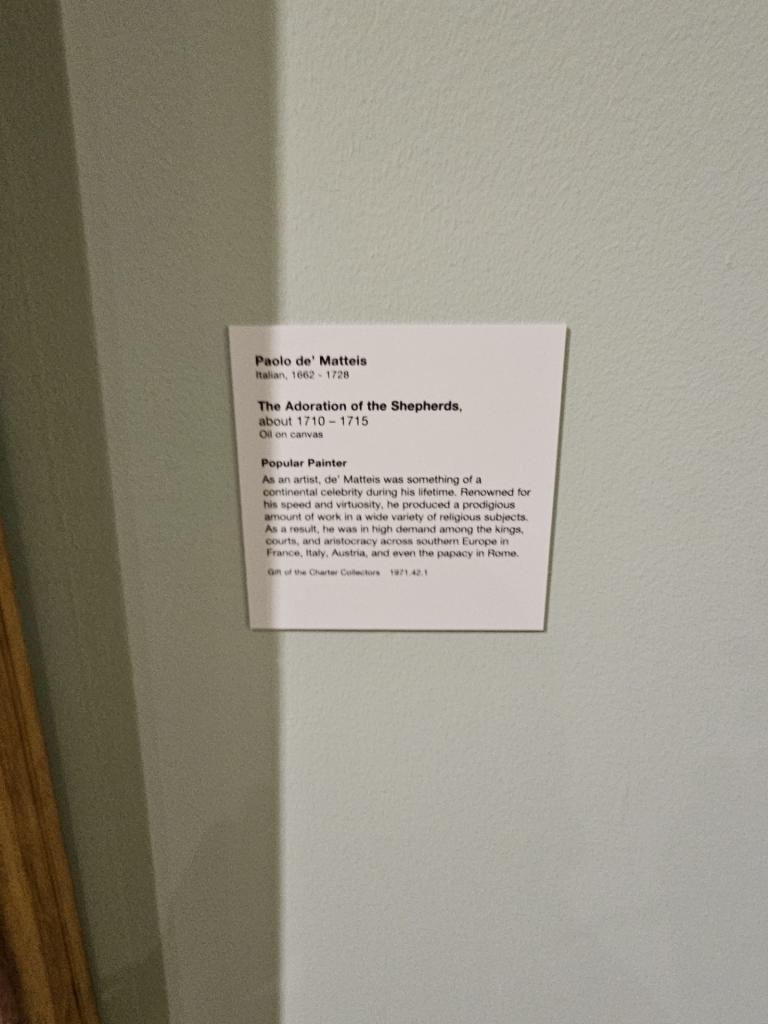 Paolo de' Matteis
Italian, 1662 - 1728
The Adoration of the Shepherds,
about 1710 – 1715
Oil on canvas
Popular Painter
As an artist, de' Matteis was something of a
continental celebrity during his lifetime. Renowned for
his speed and virtuosity, he produced a prodigious
amount of work in a wide variety of religious subjects.
As a result, he was in high demand among the kings,
courts, and aristocracy across southern Europe in
France, Italy, Austria, and even the papacy in Rome.
Gift of the Charter Collectors 1971.42.1